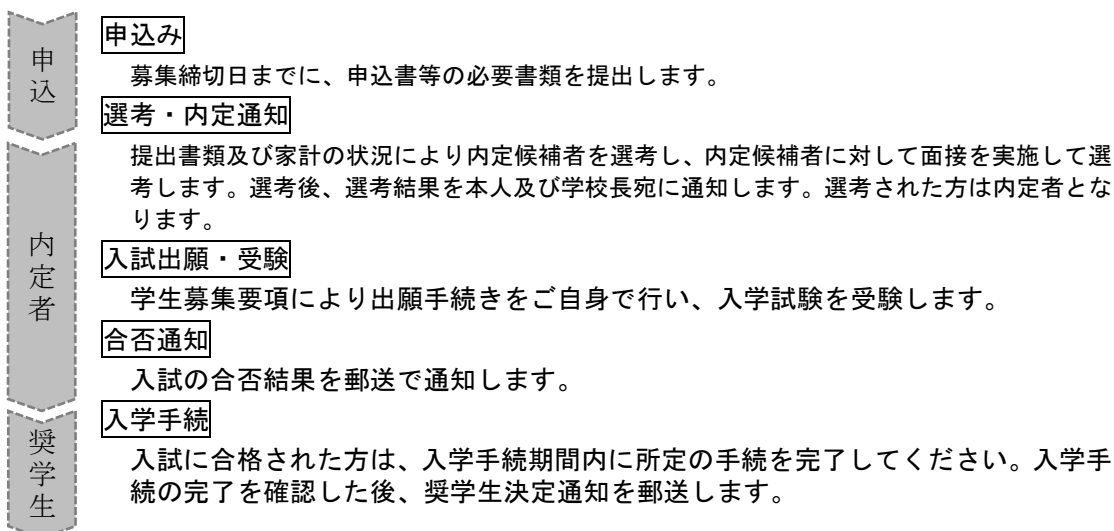 申込
申込み
募集締切日までに、申込書等の必要書類を提出します。
選考・内定通知
提出書類及び家計の状況により内定候補者を選考し、内定候補者に対して面接を実施して選
考します。選考後、選考結果を本人及び学校長宛に通知します。選考された方は内定者とな
ります。
内定者
入試出願・受験
学生募集要項により出願手続きをご自身で行い、入学試験を受験します。
合否通知
入試の合否結果を郵送で通知します。
奨学生
入学手続
入試に合格された方は、入学手続期間内に所定の手続を完了してください。入学手
続の完了を確認した後、奨学生決定通知を郵送します。